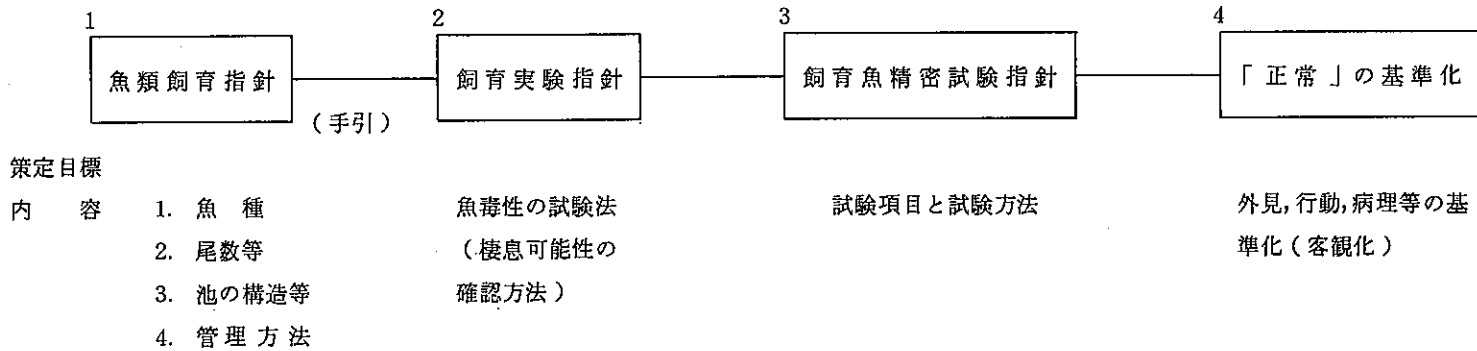 1
2
3
4
魚類飼育指針
飼育実験指針
飼育魚精密試験指針
「正常」の基準化
(手引)
策定目標
内 容
1. 魚 種
2. 尾数等
3. 池の構造等
4. 管理方法
魚毒性の試験法
(棲息可能性の
確認方法)
試験項目と試験方法
外見,行動,病理等の基
準化(客観化)